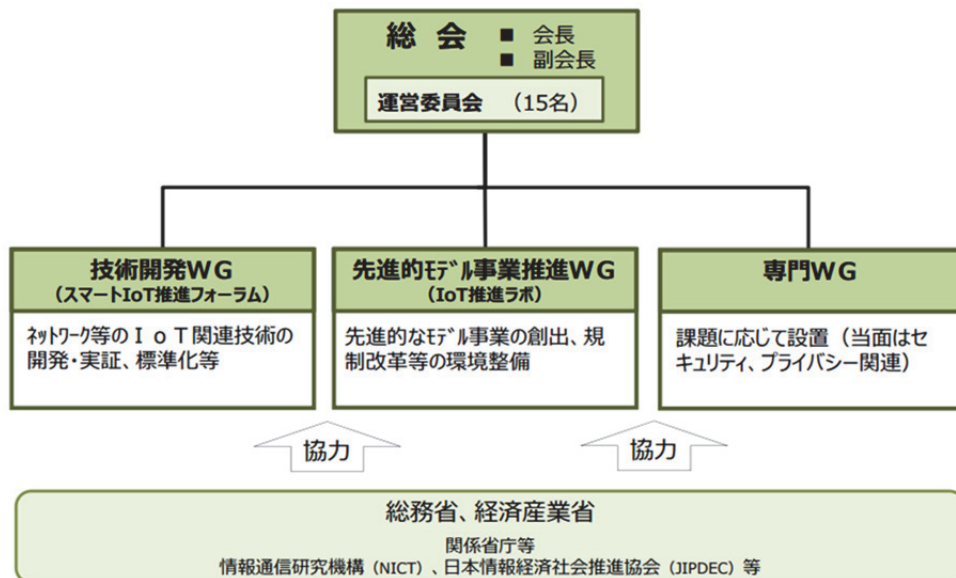 総 会 ■ 会長
■ 副会長
運営委員会 (15名)
技術開発WG
(スマートIoT推進フォーラム)
ネットワーク等のIoT関連技術の
開発・実証、標準化等
先進的モデル事業推進WG
(IoT推進ラボ)
先進的なモデル事業の創出、規
制改革等の環境整備
専門WG
課題に応じて設置(当面はセ
キュリティ、プライバシー関連)
協力
協力
総務省、経済産業省
関係省庁等
情報通信研究機構(NICT)、日本情報経済社会推進協会(JIPDEC)等